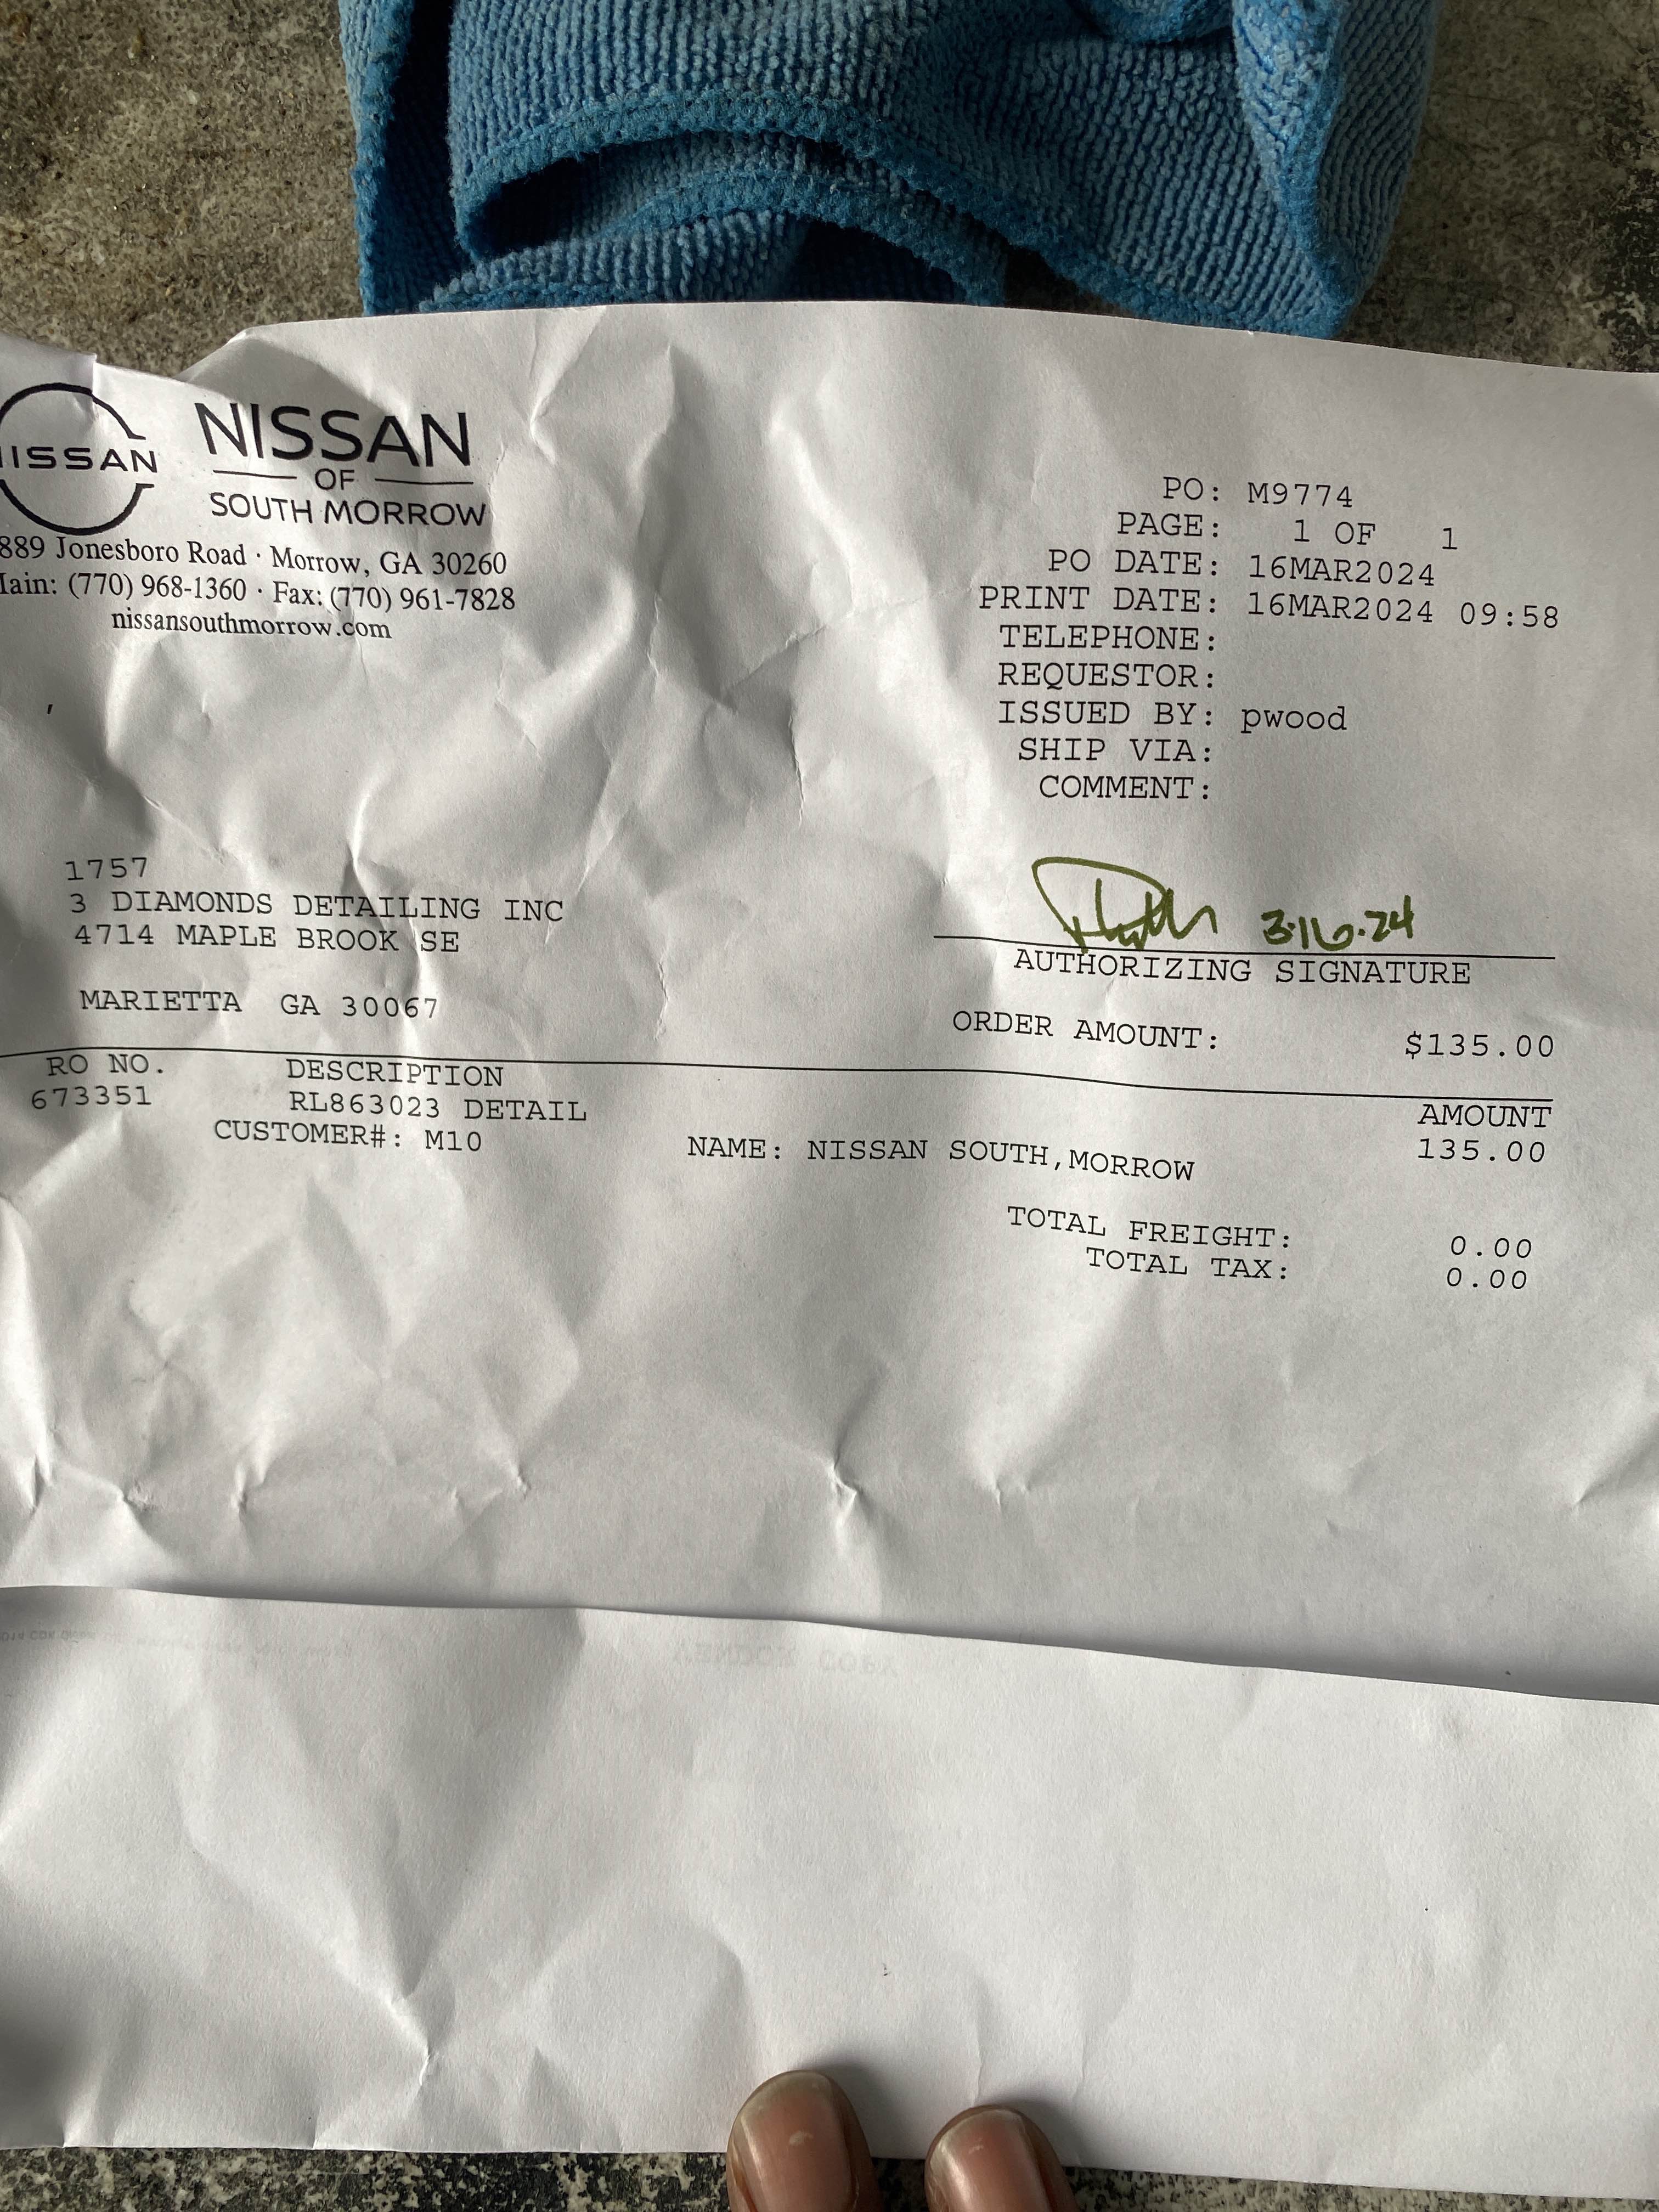 NISSAN
NISSAN
OF
SOUTH MORROW
889 Jonesboro Road · Morrow, GA 30260
Main: (770) 968-1360 · Fax: (770) 961-7828
nissansouthmorrow.com
PO: M9774
PAGE: 1 OF 1
PO DATE: 16MAR2024
PRINT DATE: 16MAR2024 09:58
TELEPHONE:
REQUESTOR:
ISSUED BY: pwood
SHIP VIA:
COMMENT:
,
1757
3 DIAMONDS DETAILING INC
4714 MAPLE BROOK SE
MARIETTA GA 30067
3.16.24
AUTHORIZING SIGNATURE
ORDER AMOUNT: $135.00
RO NO. DESCRIPTION AMOUNT
673351 RL863023 DETAIL 135.00
CUSTOMER#: M10 NAME: NISSAN SOUTH,MORROW
TOTAL FREIGHT: 0.00
TOTAL TAX: 0.00
VENDOR COPY